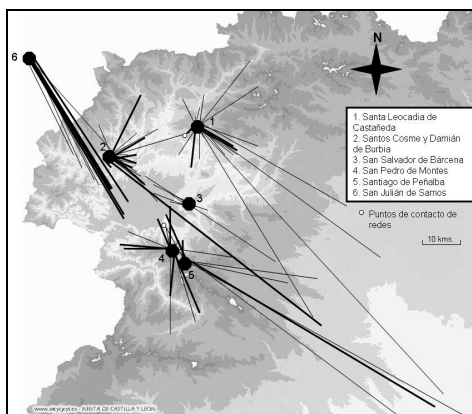 6
1
2
3
4
5
1. Santa Leocadia de
Castañeda
2. Santos Cosme y Damián
de Burbia
3. San Salvador de Bárcena
4. San Pedro de Montes
5. Santiago de Peñalba
6. San Julián de Samos
Puntos de contacto de
redes
10 kms.
www.sitcyl.jcyl.es - JUNTA DE CASTILLA Y LEON